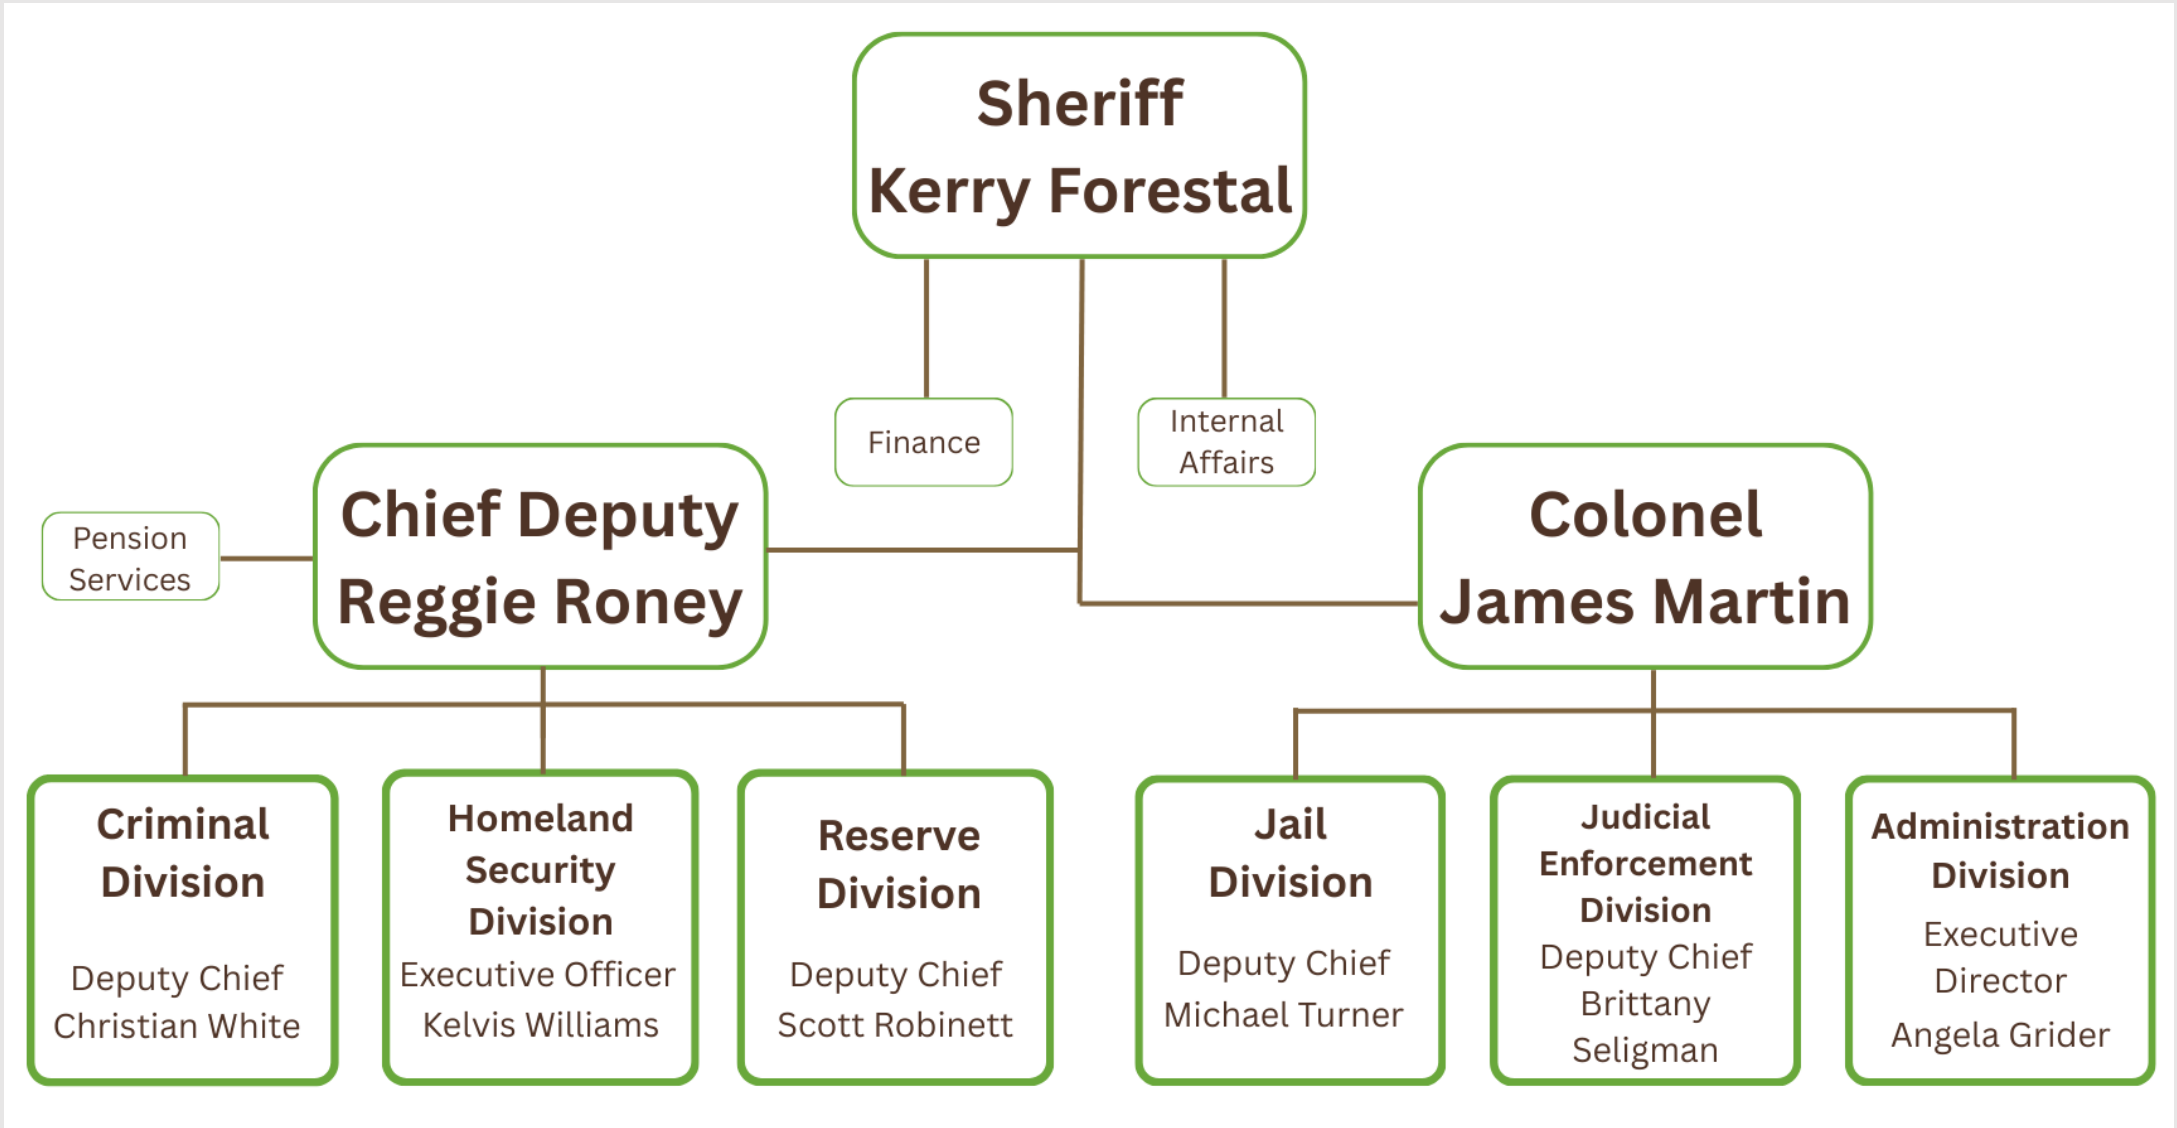 Sheriff
Kerry Forestal
Finance
Internal
Affairs
Pension
Services
Chief Deputy
Reggie Roney
Colonel
James Martin
Criminal
Division
Deputy Chief
Christian White
Homeland
Security
Division
Executive Officer
Kelvis Williams
Reserve
Division
Deputy Chief
Scott Robinett
Jail
Division
Deputy Chief
Michael Turner
Judicial
Enforcement
Division
Deputy Chief
Brittany
Seligman
Administration
Division
Executive
Director
Angela Grider